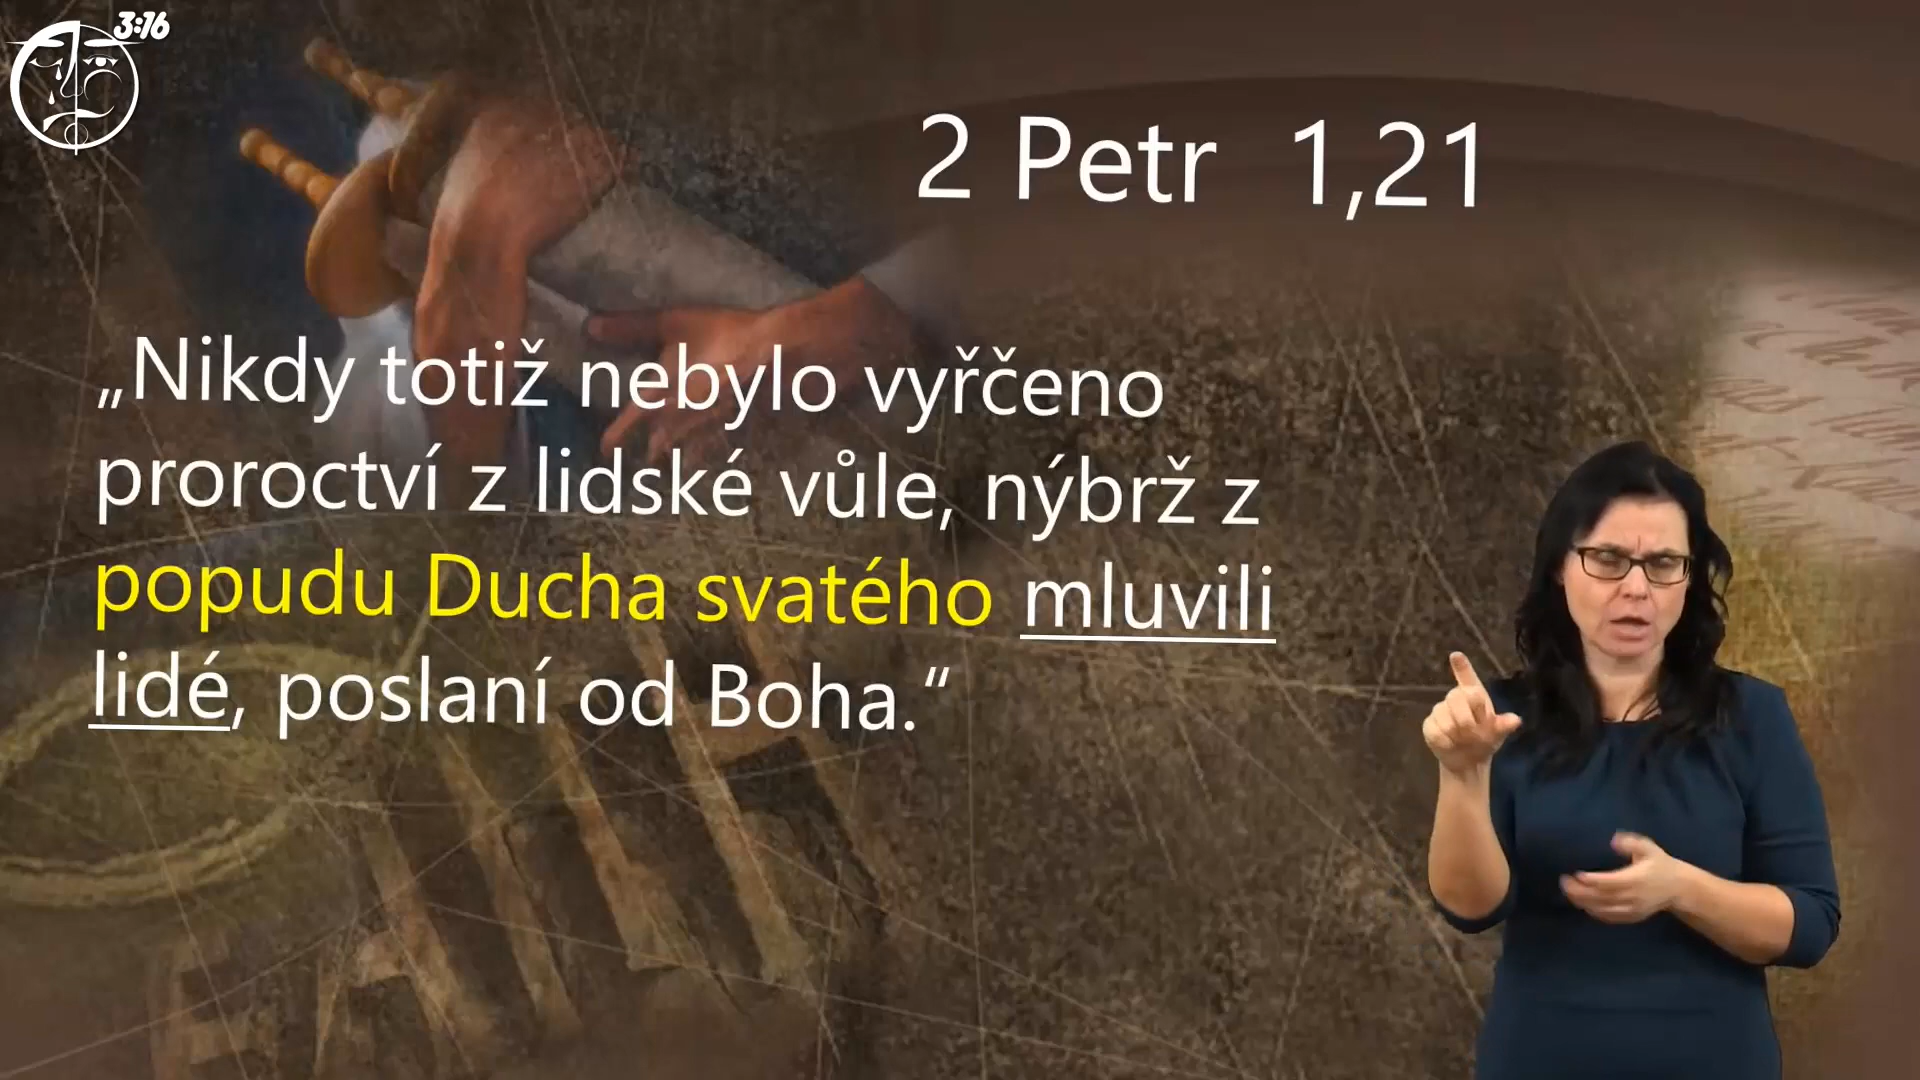 3:16
2 Petr 1,21
„Nikdy totiž nebylo vyřčeno
proroctví z lidské vůle, nýbrž z
popudu Ducha svatého mluvili
lidé, poslaní od Boha.“
FAITH